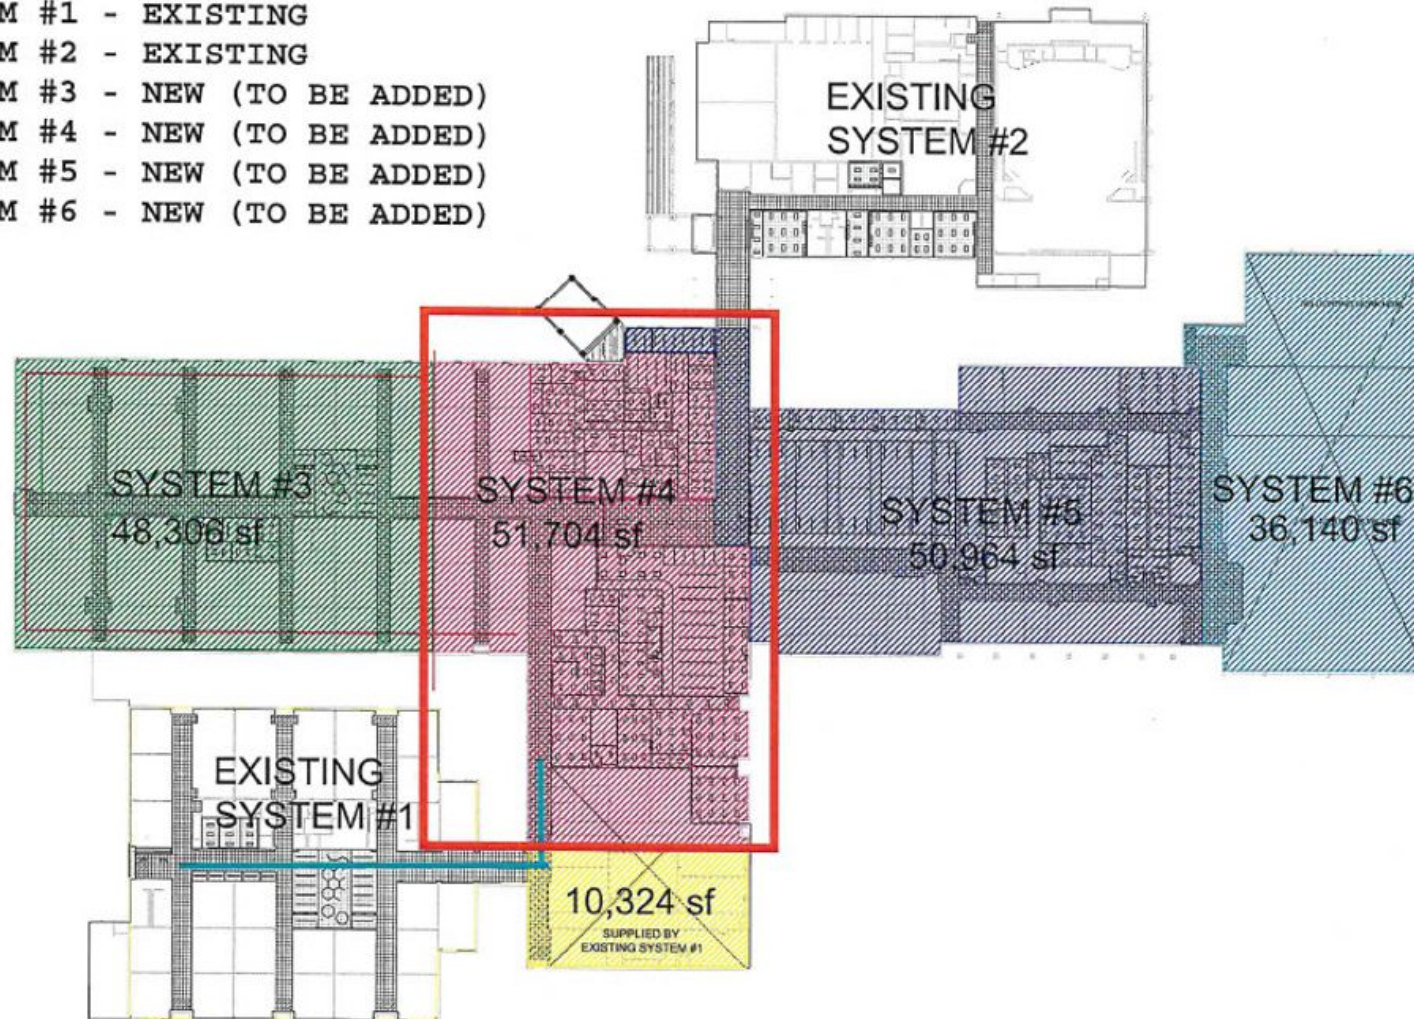 M #1 - EXISTING
M #2 - EXISTING
M #3 - NEW (TO BE ADDED)
M #4 - NEW (TO BE ADDED)
M #5 - NEW (TO BE ADDED)
M #6 - NEW (TO BE ADDED)
EXISTING
SYSTEM #2
SYSTEM #3
48,306 sf
SYSTEM #4
51,704 sf
SYSTEM #5
50,964 sf
SYSTEM #6
36,140 sf
EXISTING
SYSTEM #1
10,324 sf
SUPPLIED BY
EXISTING SYSTEM #1